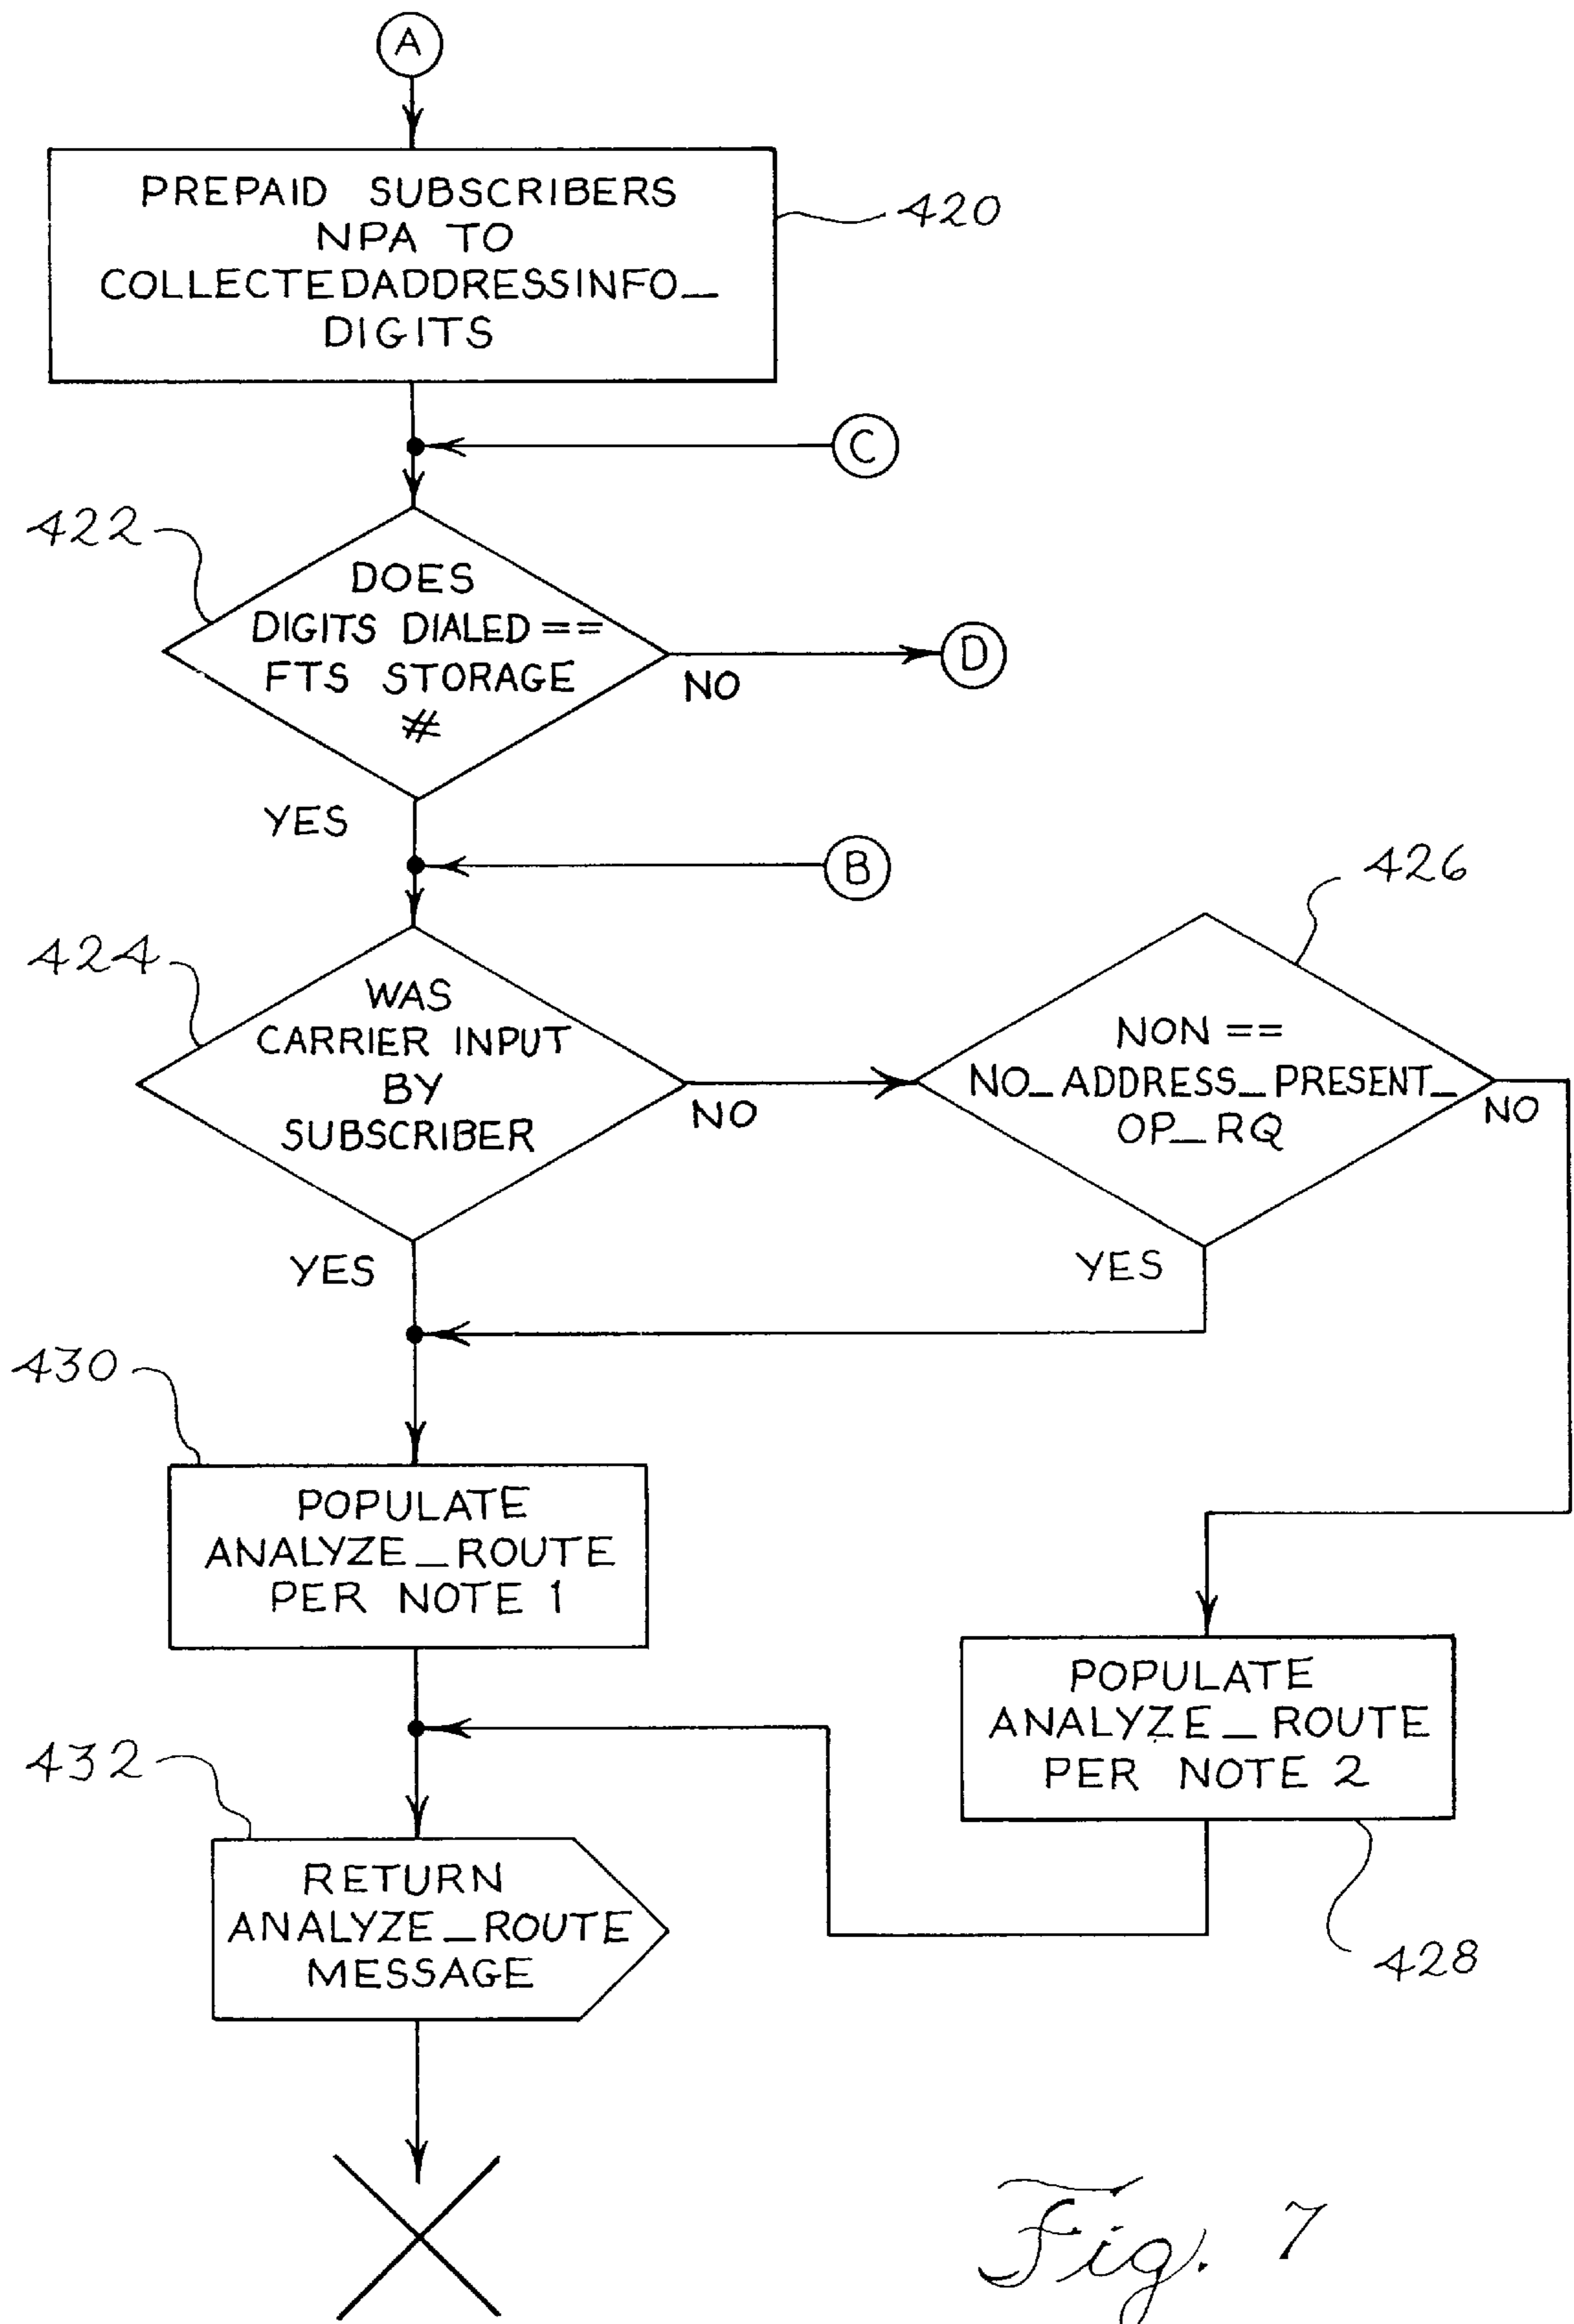 A
PREPAID SUBSCRIBERS
NPA TO
COLLECTEDADDRESSINFO_
DIGITS
420
C
422
DOES
DIGITS DIALED ==
FTS STORAGE
#
NO
D
YES
B
424
WAS
CARRIER INPUT
BY
SUBSCRIBER
NO
426
NON ==
NO_ADDRESS_PRESENT_
OP_RQ
NO
YES
YES
430
POPULATE
ANALYZE_ROUTE
PER NOTE 1
POPULATE
ANALYZE_ROUTE
PER NOTE 2
428
432
RETURN
ANALYZE_ROUTE
MESSAGE
Fig. 7